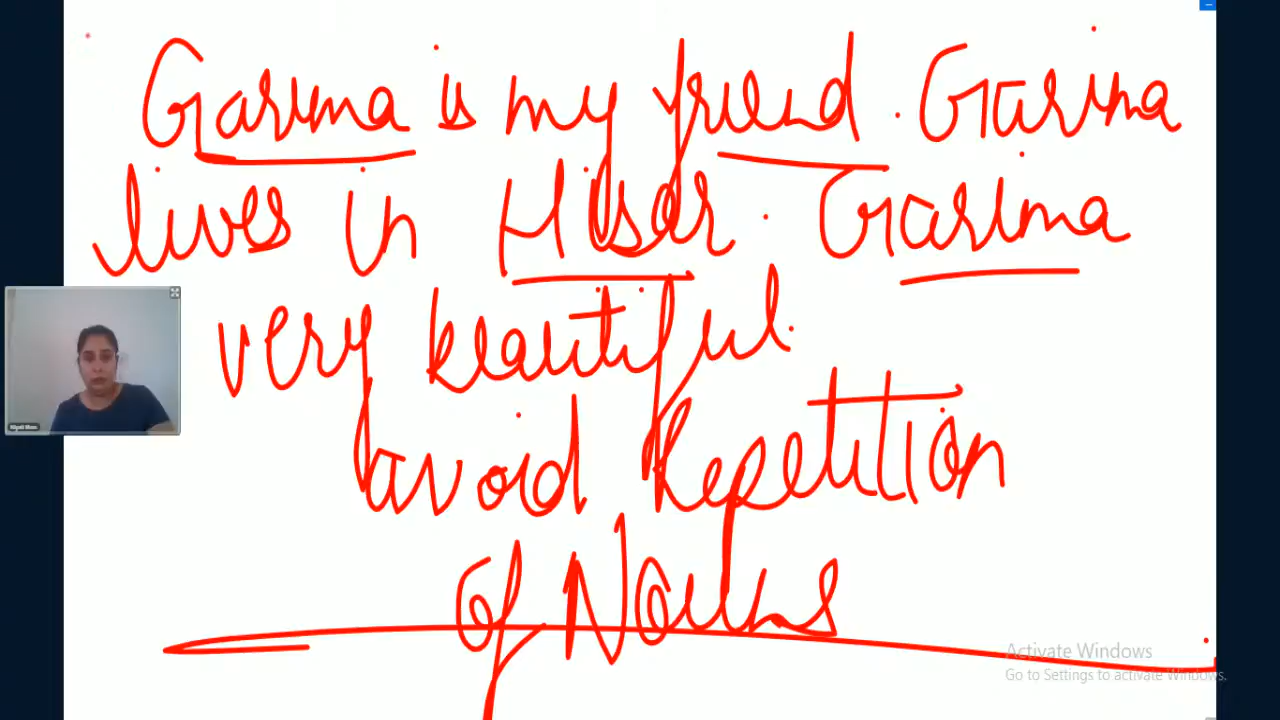 Garima is my friend. Garima
lives in Hisar. Garima
very beautiful.
avoid Repetition
of Nouns
Activate Windows
Go to Settings to activate Windows.